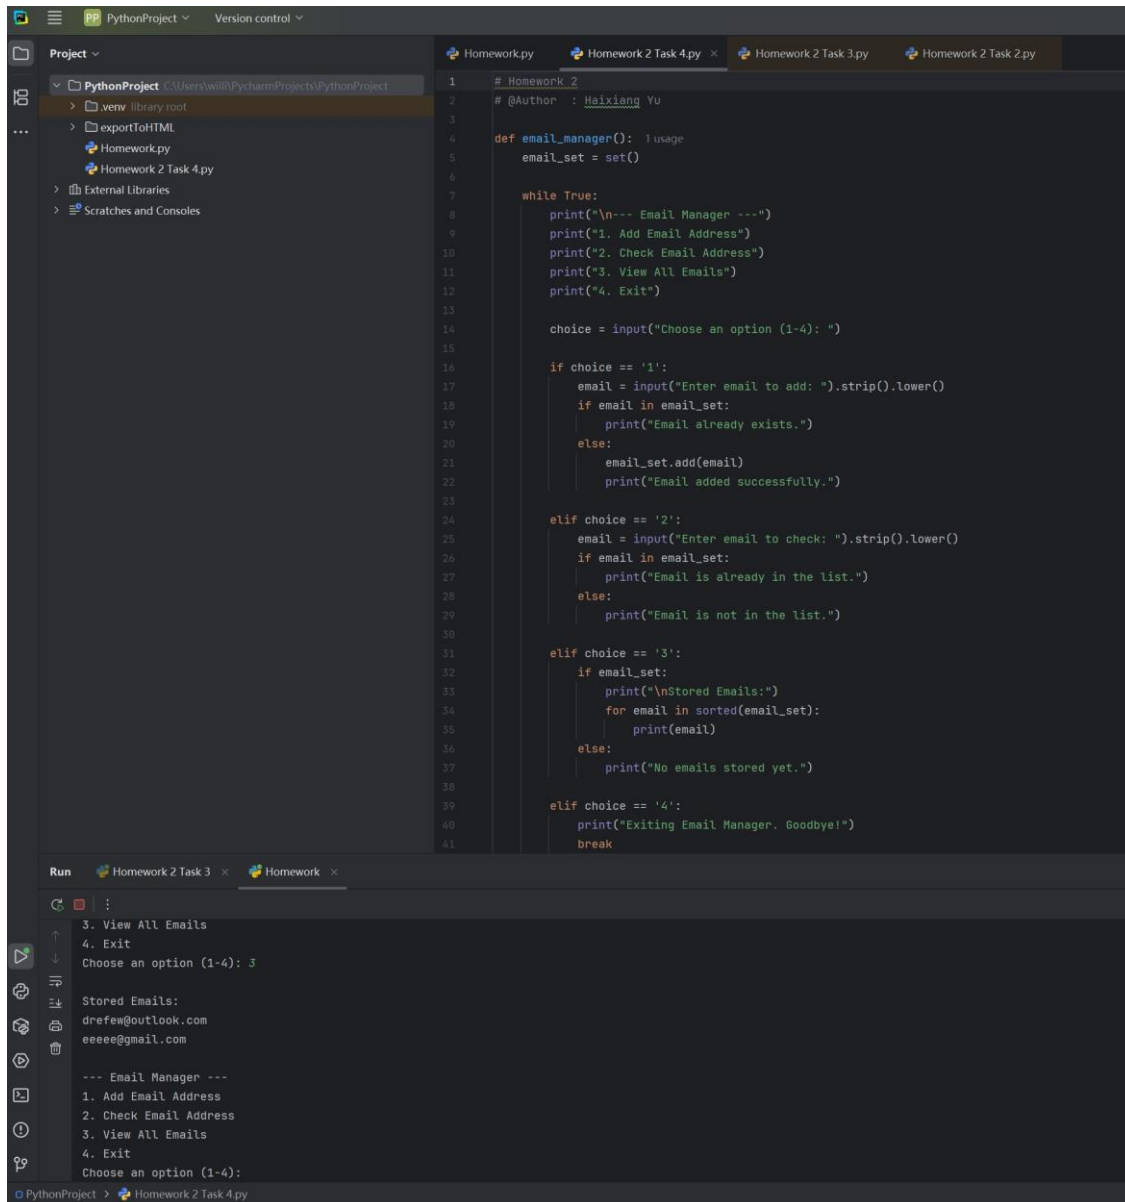 PP PythonProject Version control
Project
PythonProject C:\Users\willi\PycharmProjects\PythonProject
.venv library root
exportToHTML
Homework.py
Homework 2 Task 4.py
External Libraries
Scratches and Consoles
Homework.py Homework 2 Task 4.py × Homework 2 Task 3.py Homework 2 Task 2.py
1 # Homework 2
2 # @Author : Haixiang Yu
3
4 def email_manager(): 1 usage
5 email_set = set()
6
7 while True:
8 print("\n--- Email Manager ---")
9 print("1. Add Email Address")
10 print("2. Check Email Address")
11 print("3. View All Emails")
12 print("4. Exit")
13
14 choice = input("Choose an option (1-4): ")
15
16 if choice == '1':
17 email = input("Enter email to add: ").strip().lower()
18 if email in email_set:
19 print("Email already exists.")
20 else:
21 email_set.add(email)
22 print("Email added successfully.")
23
24 elif choice == '2':
25 email = input("Enter email to check: ").strip().lower()
26 if email in email_set:
27 print("Email is already in the list.")
28 else:
29 print("Email is not in the list.")
30
31 elif choice == '3':
32 if email_set:
33 print("\nStored Emails:")
34 for email in sorted(email_set):
35 print(email)
36 else:
37 print("No emails stored yet.")
38
39 elif choice == '4':
40 print("Exiting Email Manager. Goodbye!")
41 break
Run Homework 2 Task 3 × Homework ×
3. View All Emails
4. Exit
Choose an option (1-4): 3
Stored Emails:
drefew@outlook.com
eeeee@gmail.com
--- Email Manager ---
1. Add Email Address
2. Check Email Address
3. View All Emails
4. Exit
Choose an option (1-4):
PythonProject > Homework 2 Task 4.py